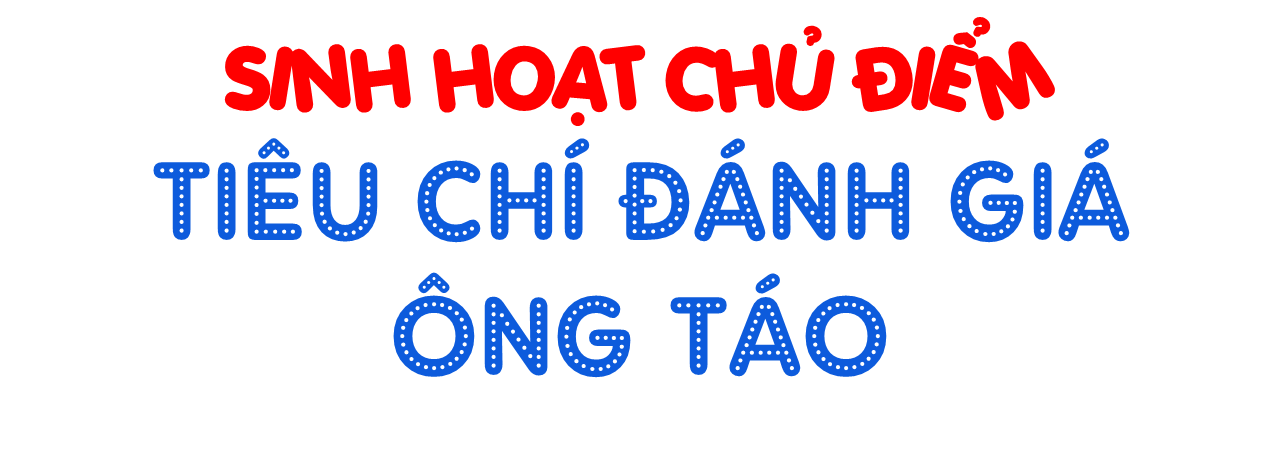 SINH HOẠT CHỦ ĐIỂM
TIÊU CHÍ ĐÁNH GIÁ
ÔNG TÁO